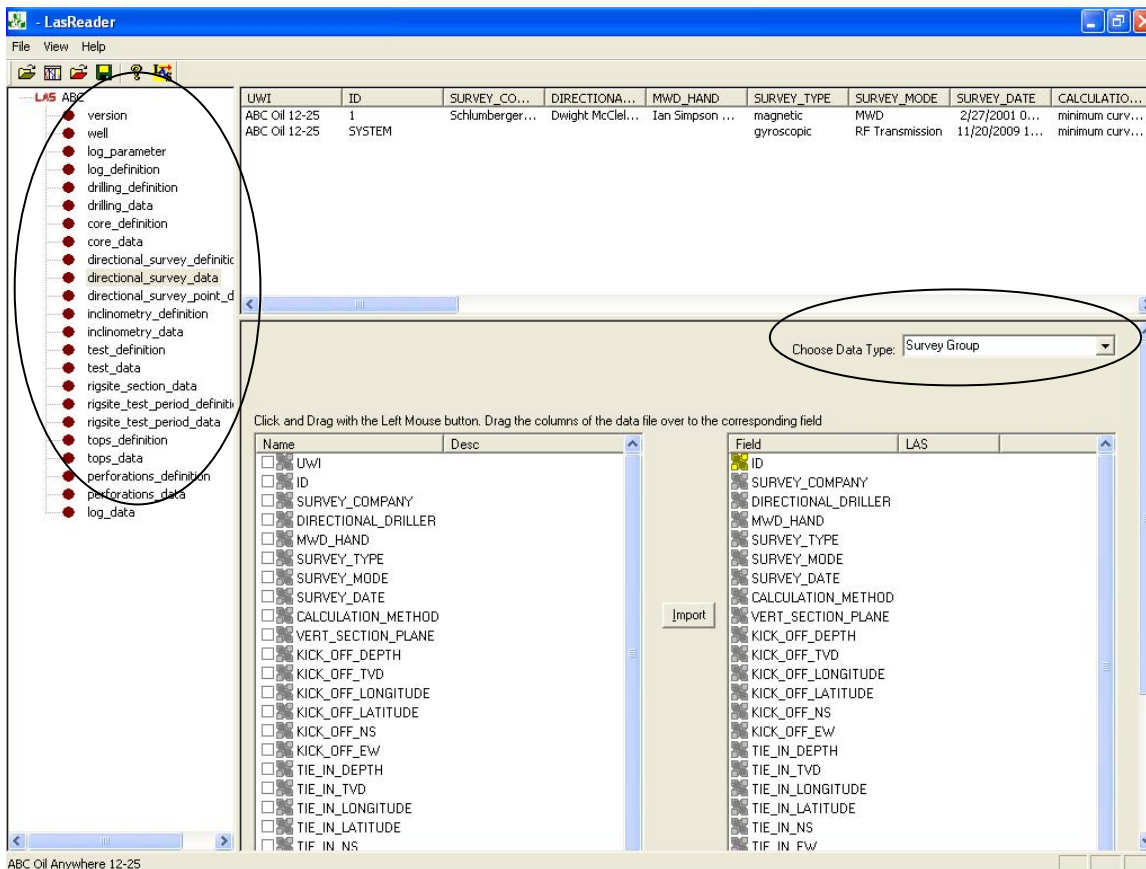 - LasReader
File View Help
LAS ABC
version
well
log_parameter
log_definition
drilling_definition
drilling_data
core_definition
core_data
directional_survey_definitic
directional_survey_data
directional_survey_point_d
inclinometry_definition
inclinometry_data
test_definition
test_data
rigsite_section_data
rigsite_test_period_definiti
rigsite_test_period_data
tops_definition
tops_data
perforations_definition
perforations_data
log_data
UWI ID SURVEY_CO... DIRECTIONA... MWD_HAND SURVEY_TYPE SURVEY_MODE SURVEY_DATE CALCULATIO...
ABC Oil 12-25 1 Schlumberger... Dwight McClel... Ian Simpson ... magnetic MWD 2/27/2001 0... minimum curv...
ABC Oil 12-25 SYSTEM gyroscopic RF Transmission 11/20/2009 1... minimum curv...
Choose Data Type: Survey Group
Click and Drag with the Left Mouse button. Drag the columns of the data file over to the corresponding field
Name Desc
UWI
ID
SURVEY_COMPANY
DIRECTIONAL_DRILLER
MWD_HAND
SURVEY_TYPE
SURVEY_MODE
SURVEY_DATE
CALCULATION_METHOD
VERT_SECTION_PLANE
KICK_OFF_DEPTH
KICK_OFF_TVD
KICK_OFF_LONGITUDE
KICK_OFF_LATITUDE
KICK_OFF_NS
KICK_OFF_EW
TIE_IN_DEPTH
TIE_IN_TVD
TIE_IN_LONGITUDE
TIE_IN_LATITUDE
TIE_IN_NS
Import
Field LAS
ID
SURVEY_COMPANY
DIRECTIONAL_DRILLER
MWD_HAND
SURVEY_TYPE
SURVEY_MODE
SURVEY_DATE
CALCULATION_METHOD
VERT_SECTION_PLANE
KICK_OFF_DEPTH
KICK_OFF_TVD
KICK_OFF_LONGITUDE
KICK_OFF_LATITUDE
KICK_OFF_NS
KICK_OFF_EW
TIE_IN_DEPTH
TIE_IN_TVD
TIE_IN_LONGITUDE
TIE_IN_LATITUDE
TIE_IN_NS
TIE_IN_EW
ABC Oil Anywhere 12-25